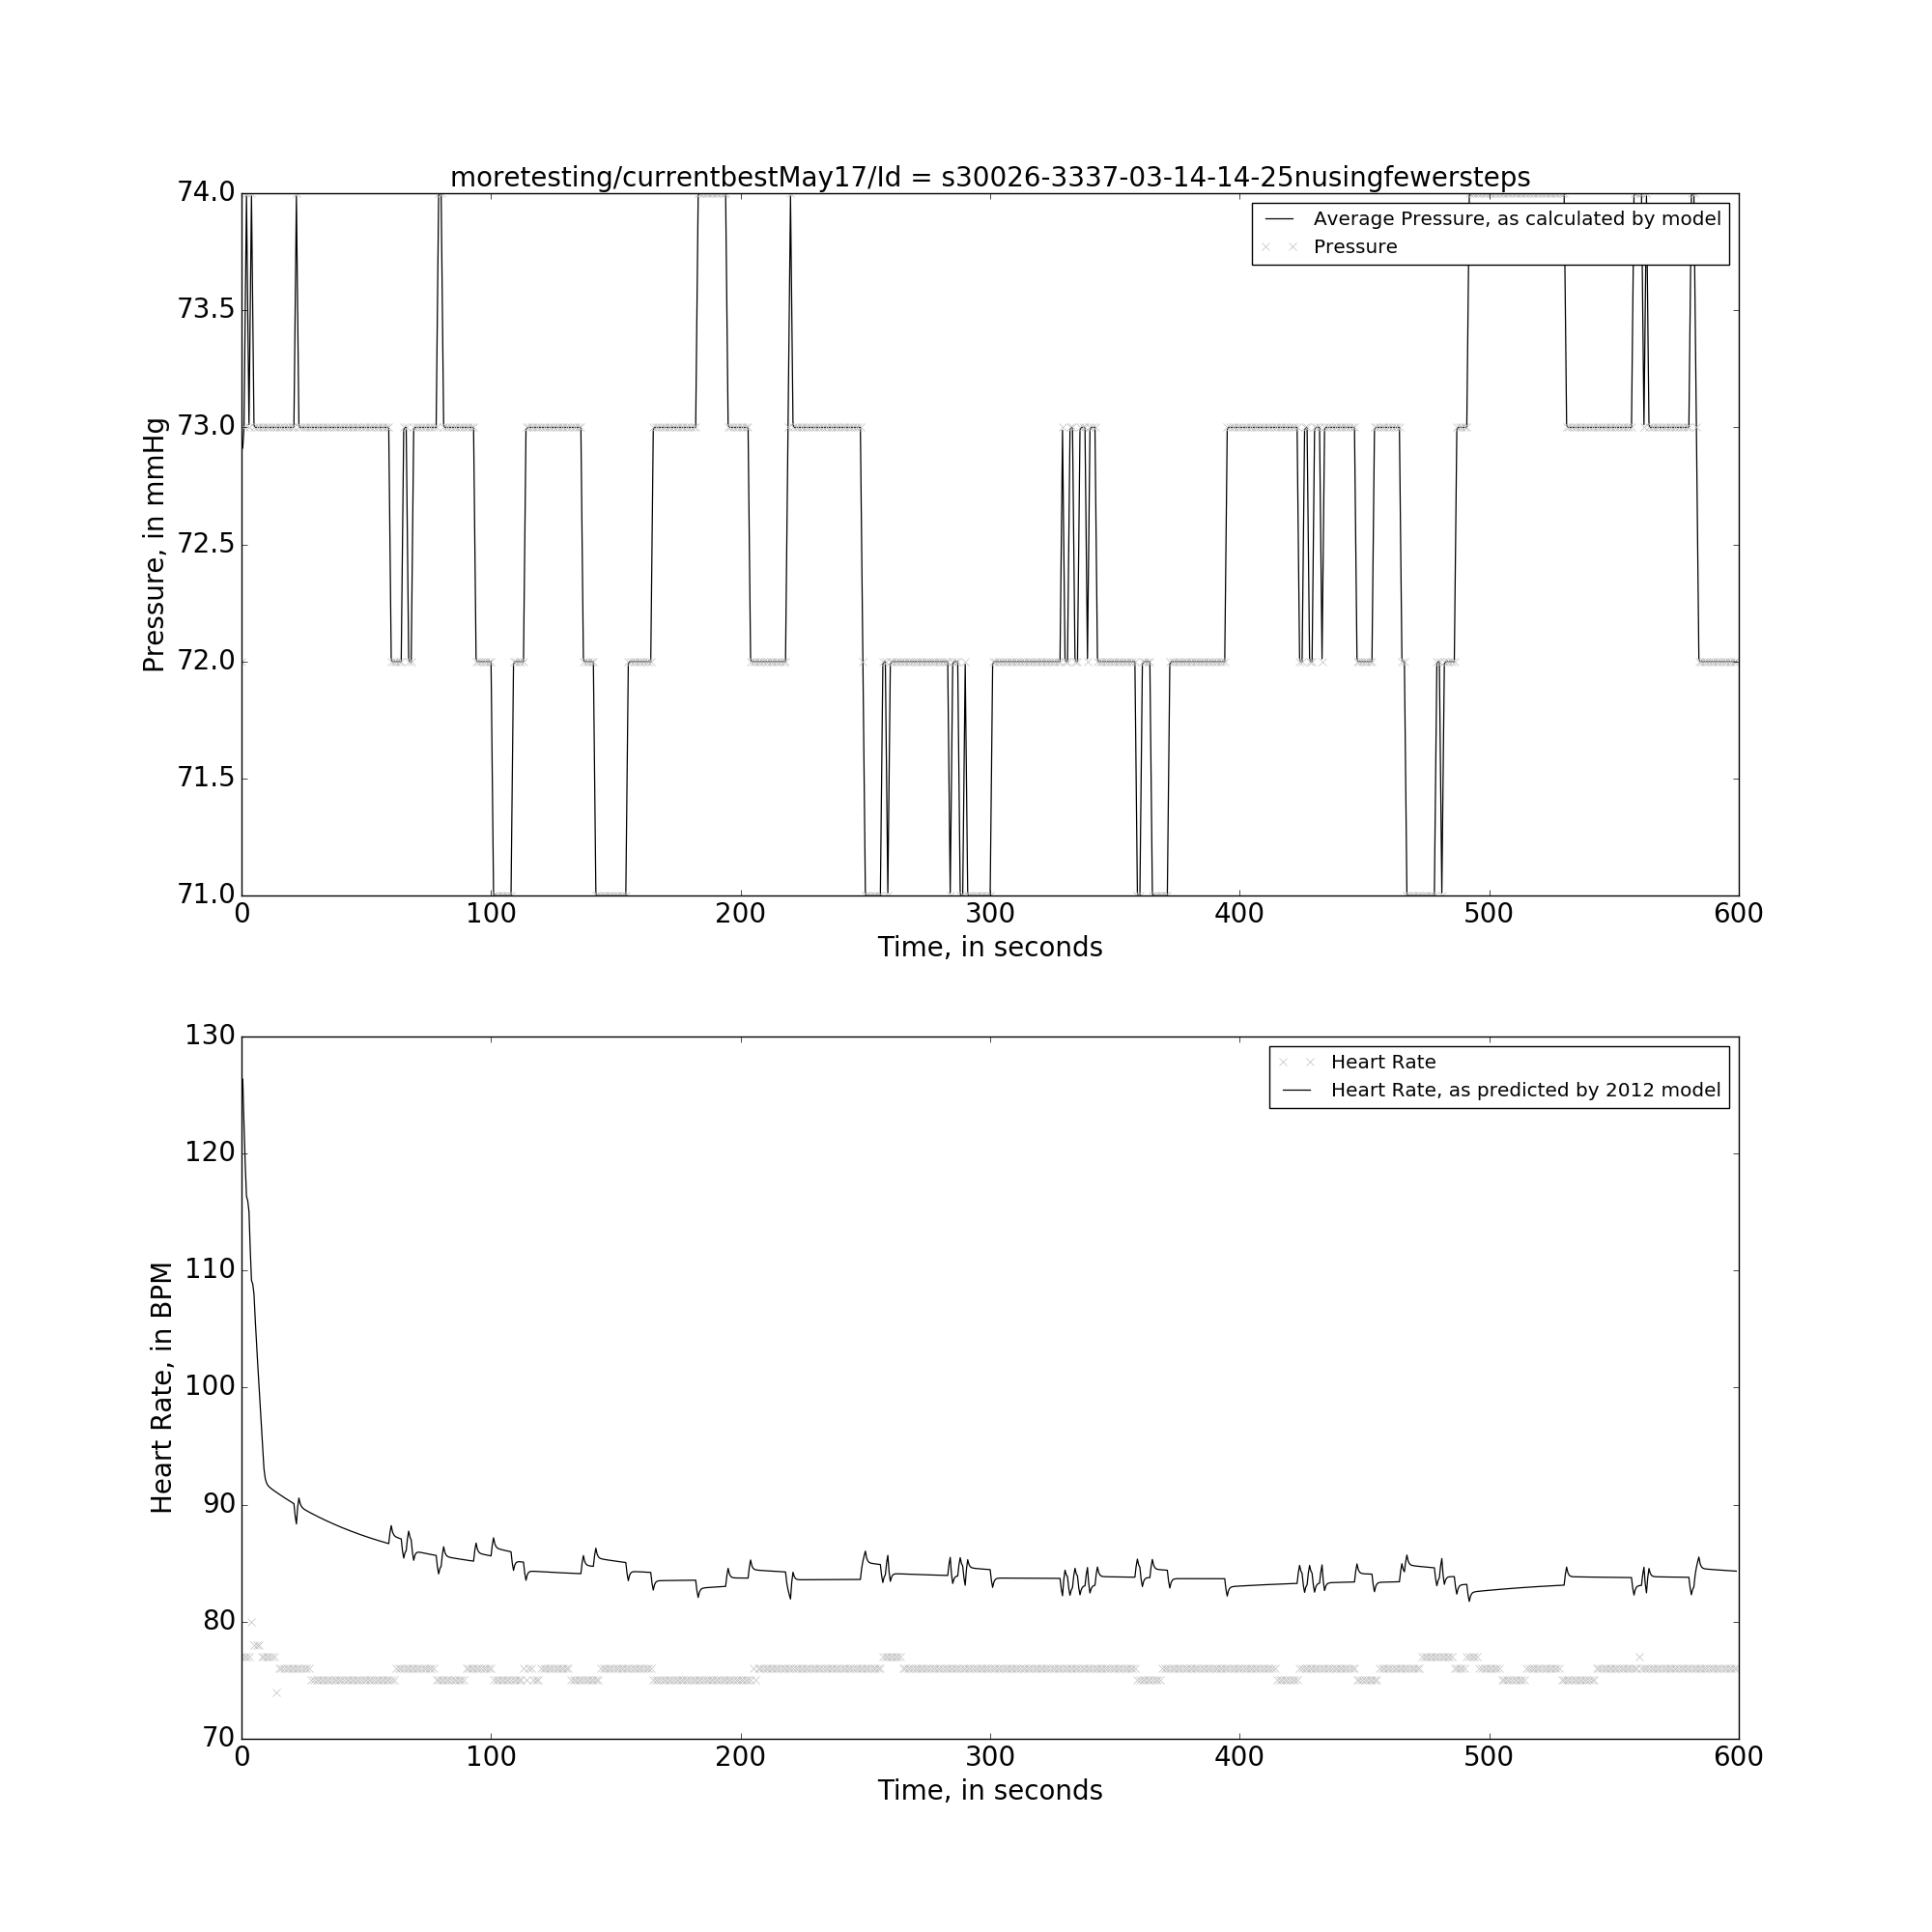 moretesting/currentbestMay17/Id = s30026-3337-03-14-14-25nusingfewersteps
74.0
73.5
73.0
72.5
72.0
71.5
71.0
Pressure, in mmHg
Average Pressure, as calculated by model
Pressure
0 100 200 300 400 500 600
Time, in seconds
130
120
110
100
90
80
70
Heart Rate, in BPM
Heart Rate
Heart Rate, as predicted by 2012 model
0 100 200 300 400 500 600
Time, in seconds